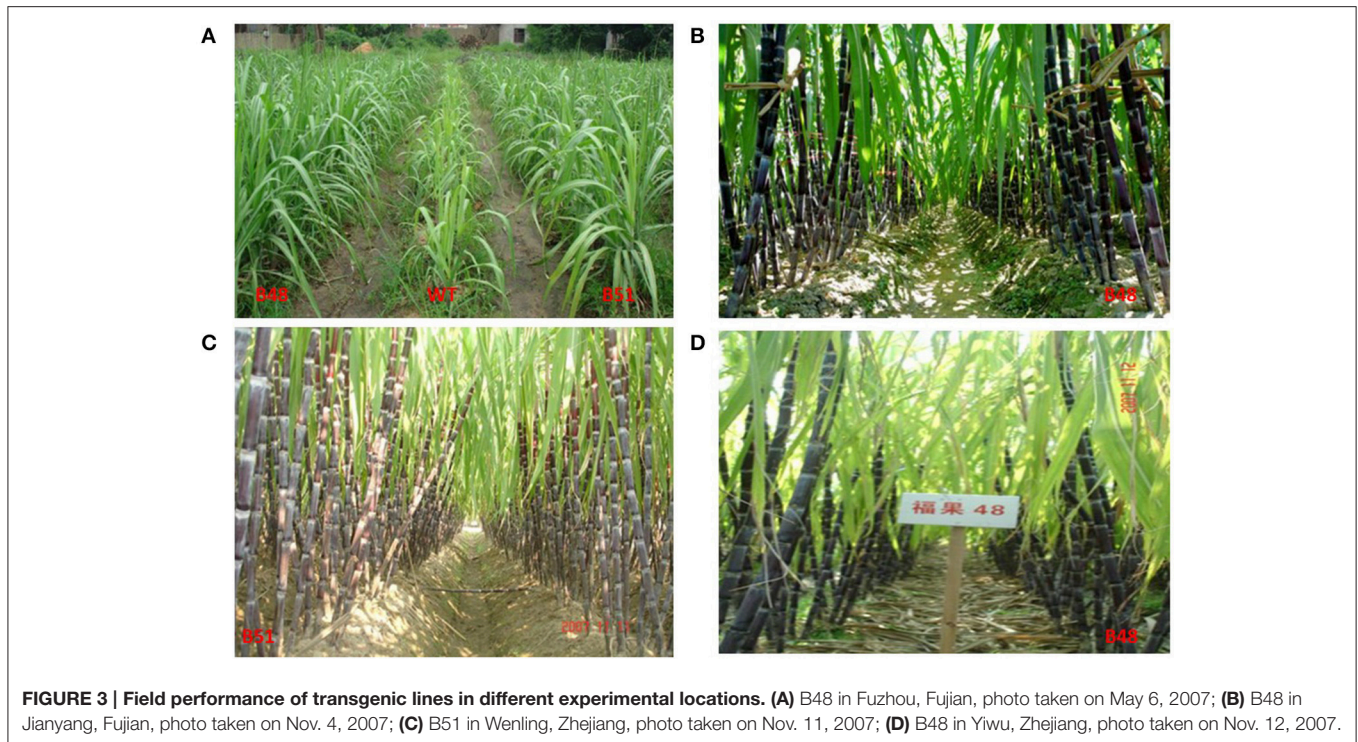 A
B48 WT B51
B
B48
C
B51
2007 11 11
D
2007 11 12
福果 48
B48
FIGURE 3 | Field performance of transgenic lines in different experimental locations. (A) B48 in Fuzhou, Fujian, photo taken on May 6, 2007; (B) B48 in
Jianyang, Fujian, photo taken on Nov. 4, 2007; (C) B51 in Wenling, Zhejiang, photo taken on Nov. 11, 2007; (D) B48 in Yiwu, Zhejiang, photo taken on Nov. 12, 2007.